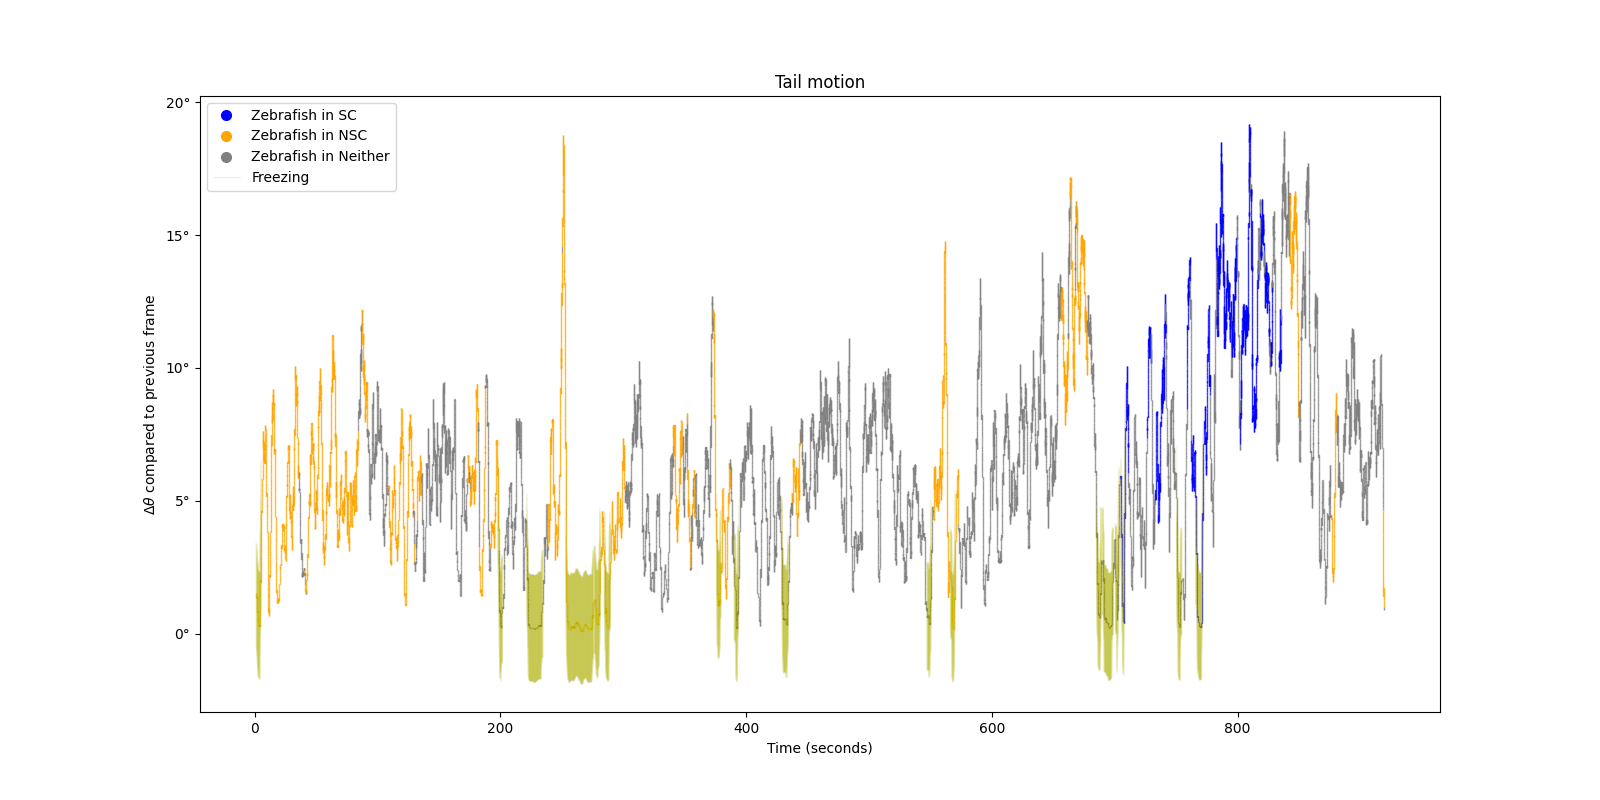 Tail motion
20°
15°
10°
5°
0°
Δθ compared to previous frame
Zebrafish in SC
Zebrafish in NSC
Zebrafish in Neither
Freezing
0 200 400 600 800
Time (seconds)